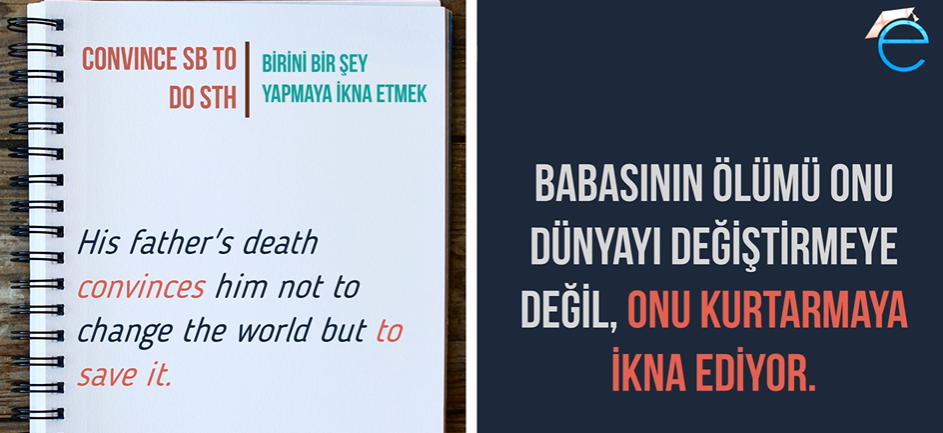 CONVINCE SB TO
DO STH
BİRİNİ BİR ŞEY
YAPMAYA İKNA ETMEK
His father's death
convinces him not to
change the world but to
save it.
e
BABASININ ÖLÜMÜ ONU
DÜNYAYI DEĞİŞTİRMEYE
DEĞİL, ONU KURTARMAYA
İKNA EDİYOR.